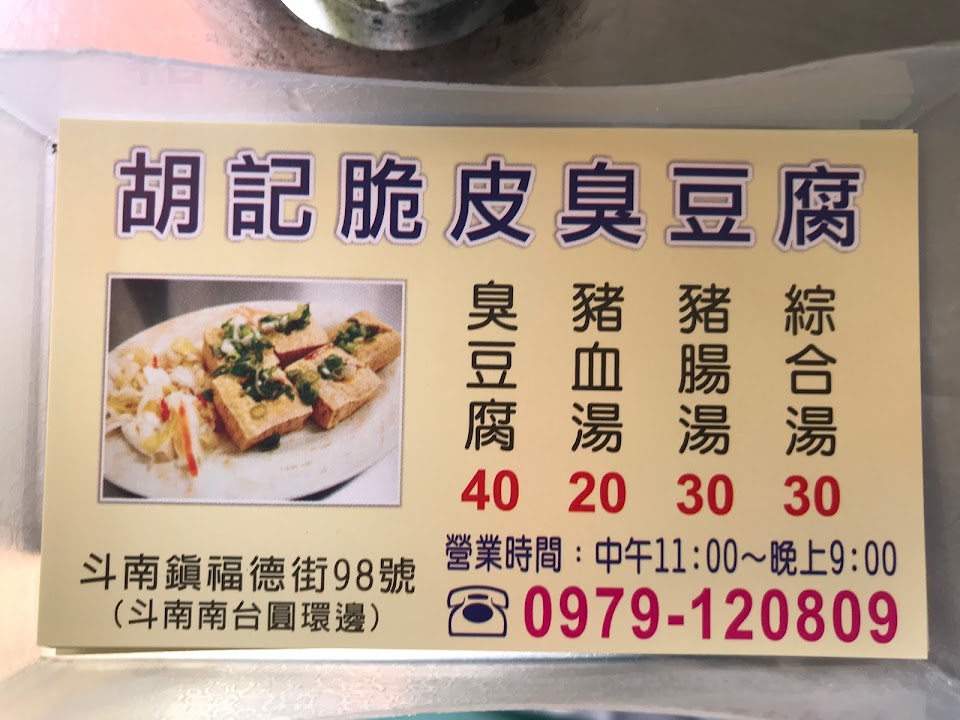 胡記脆皮臭豆腐
臭豆腐 40
豬血湯 20
豬腸湯 30
綜合湯 30
營業時間：中午11:00～晚上9:00
0979-120809
斗南鎮福德街98號
(斗南南台圓環邊)